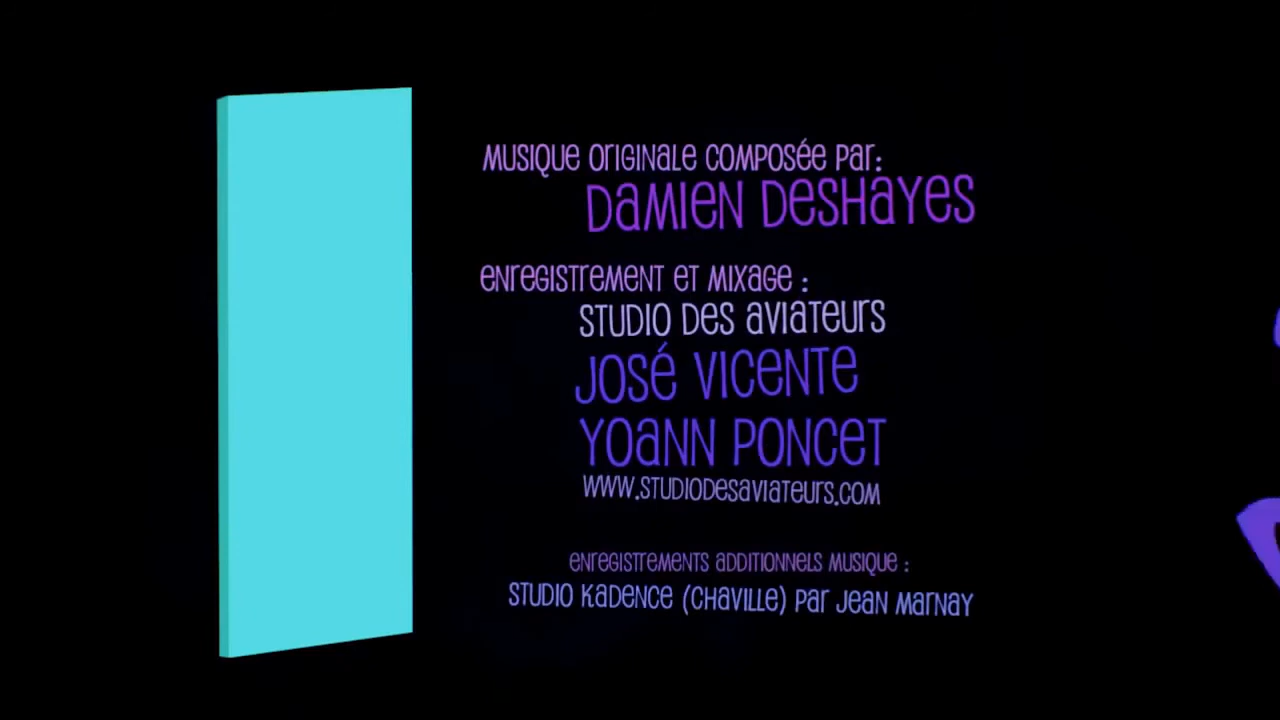 Musique originale composée par:
Damien Deshayes
Enregistrement et mixage :
Studio des Aviateurs
José Vicente
Yoann Poncet
www.studiodesaviateurs.com
Enregistrements additionnels musique :
Studio Kadence (Chaville) par Jean Marnay